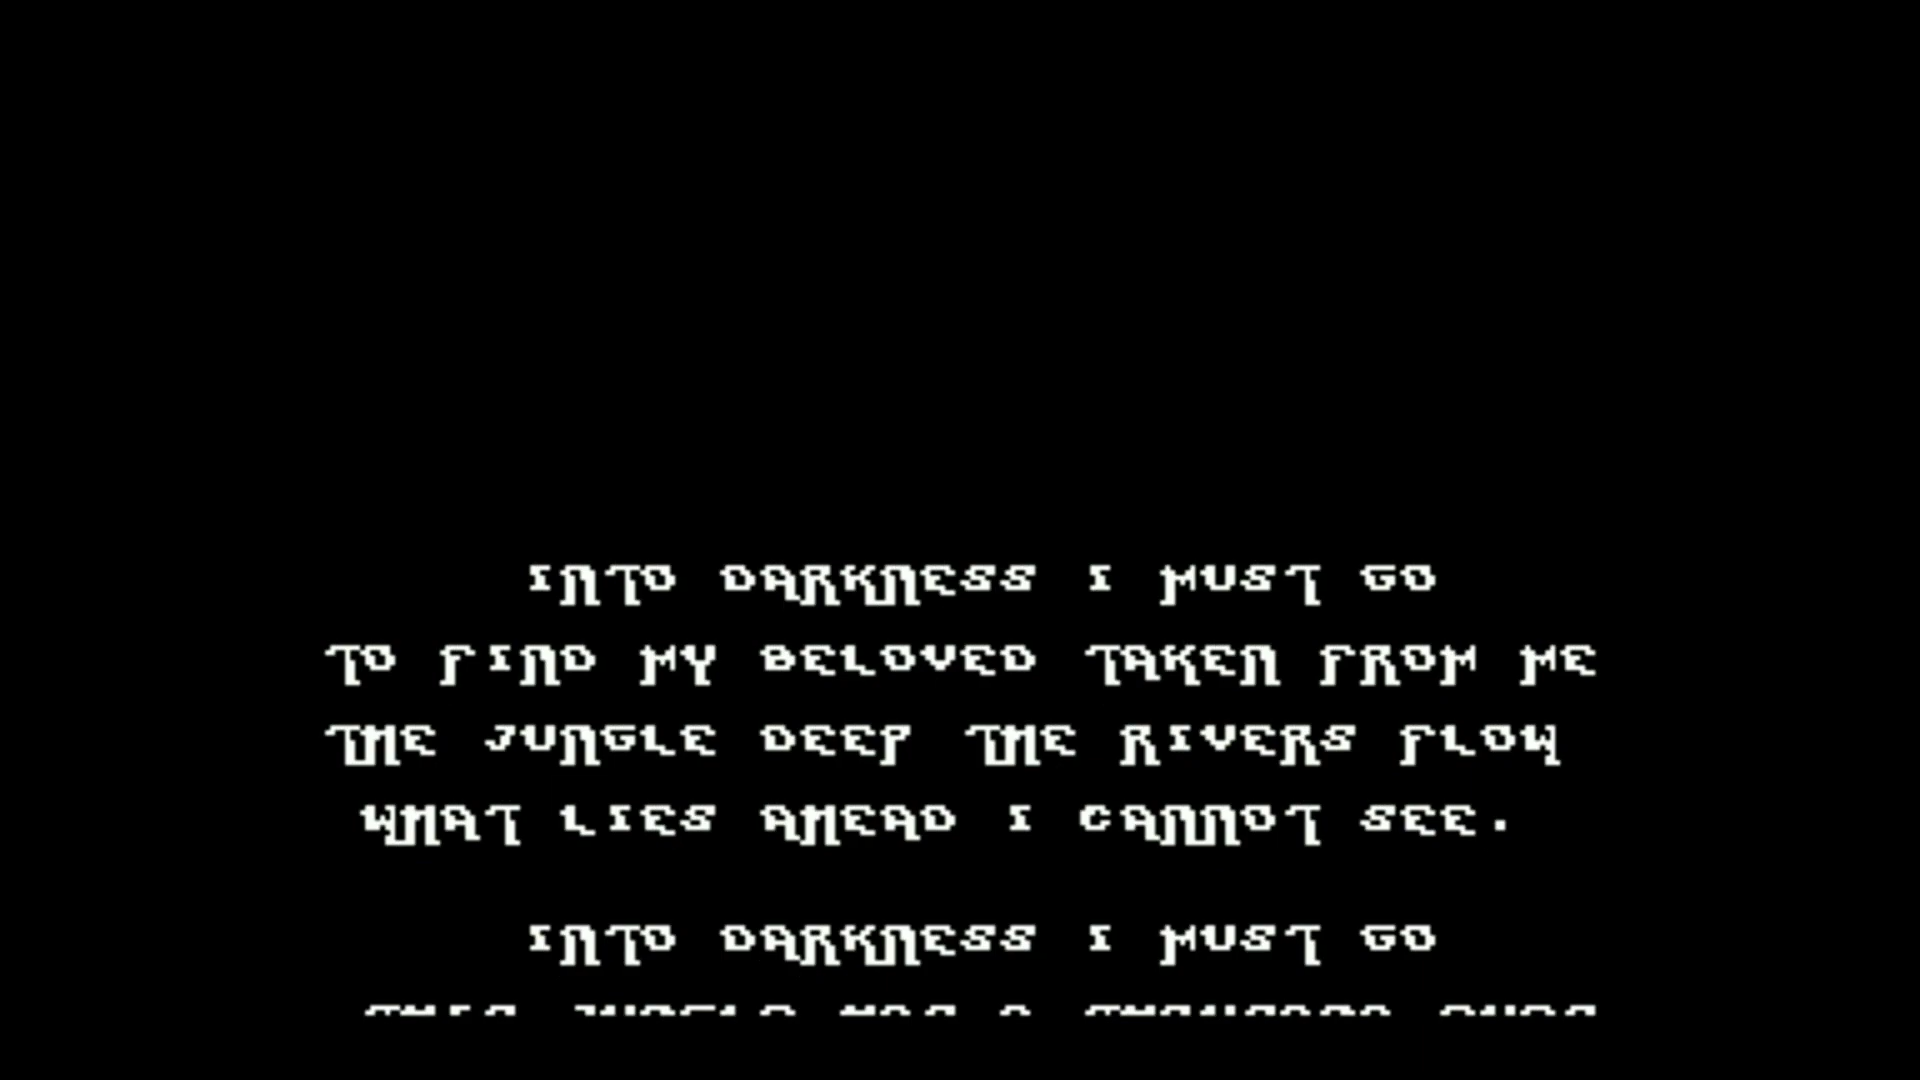 INTO DARKNESS I MUST GO
TO FIND MY BELOVED TAKEN FROM ME
THE JUNGLE DEEP THE RIVERS FLOW
WHAT LIES AHEAD I CANNOT SEE.
INTO DARKNESS I MUST GO